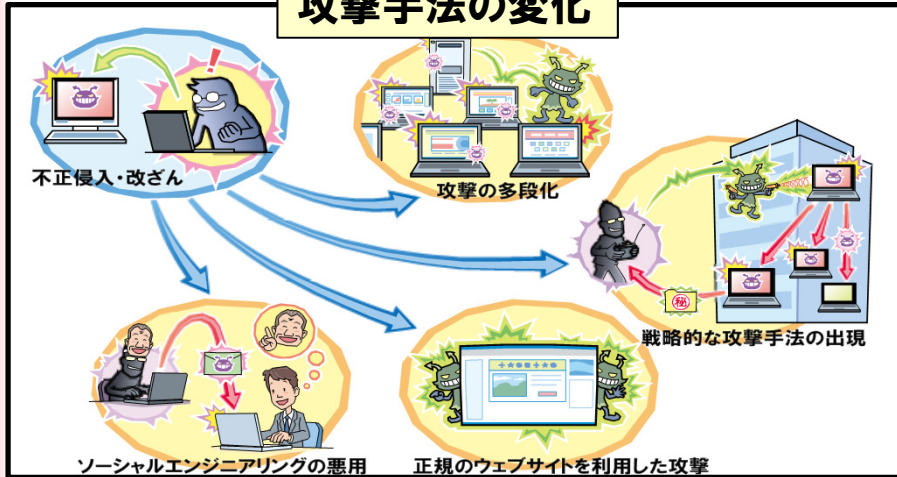 攻撃手法の変化
不正侵入・改ざん
攻撃の多段化
秘
戦略的な攻撃手法の出現
ソーシャルエンジニアリングの悪用
正規のウェブサイトを利用した攻撃